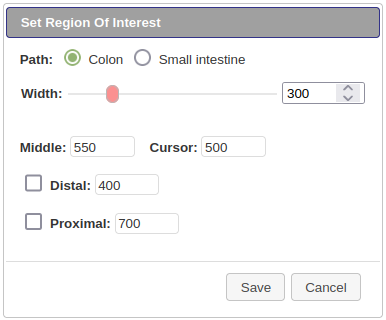 Set Region Of Interest
Path: Colon Small intestine
Width: 300
Middle: 550 Cursor: 500
Distal: 400
Proximal: 700
Save Cancel